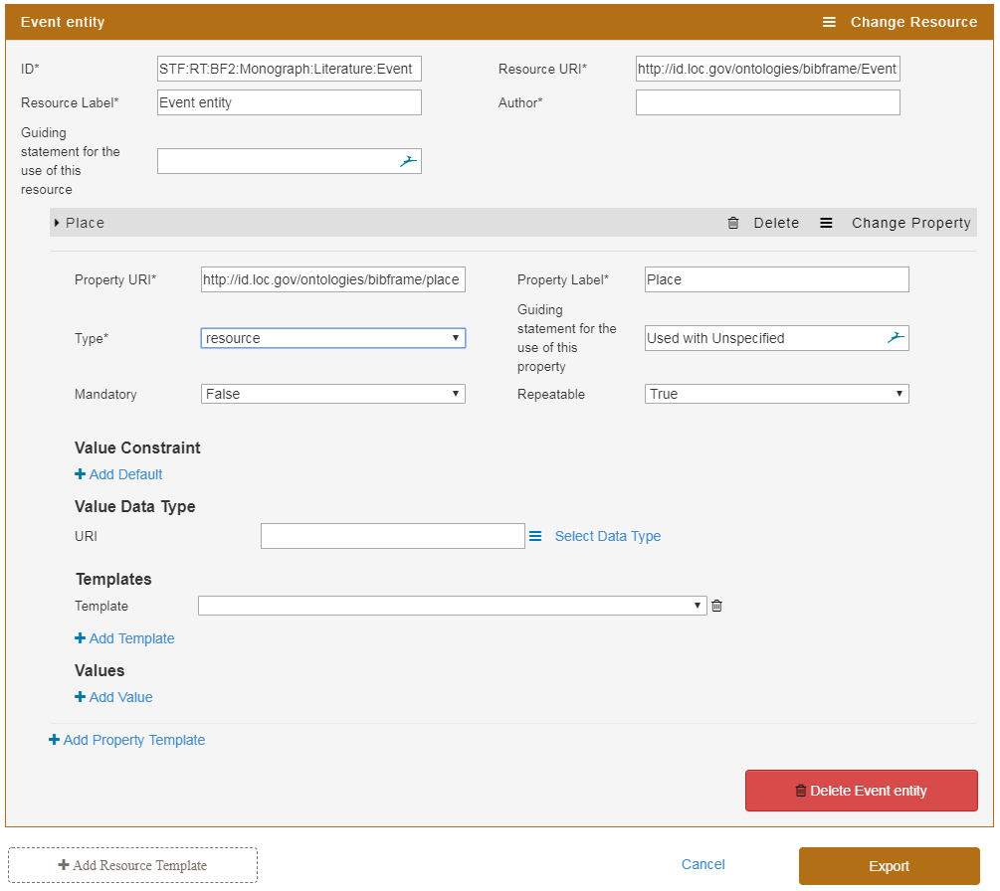 Event entity
Change Resource
ID*
STF:RT:BF2:Monograph:Literature:Event
Resource URI*
http://id.loc.gov/ontologies/bibframe/Event
Resource Label*
Event entity
Author*
Guiding
statement for the
use of this
resource
Place
Delete
Change Property
Property URI*
http://id.loc.gov/ontologies/bibframe/place
Property Label*
Place
Type*
resource
Guiding
statement for the
use of this
property
Used with Unspecified
Mandatory
False
Repeatable
True
Value Constraint
Add Default
Value Data Type
URI
Select Data Type
Templates
Template
Add Template
Values
Add Value
Add Property Template
Delete Event entity
Add Resource Template
Cancel
Export